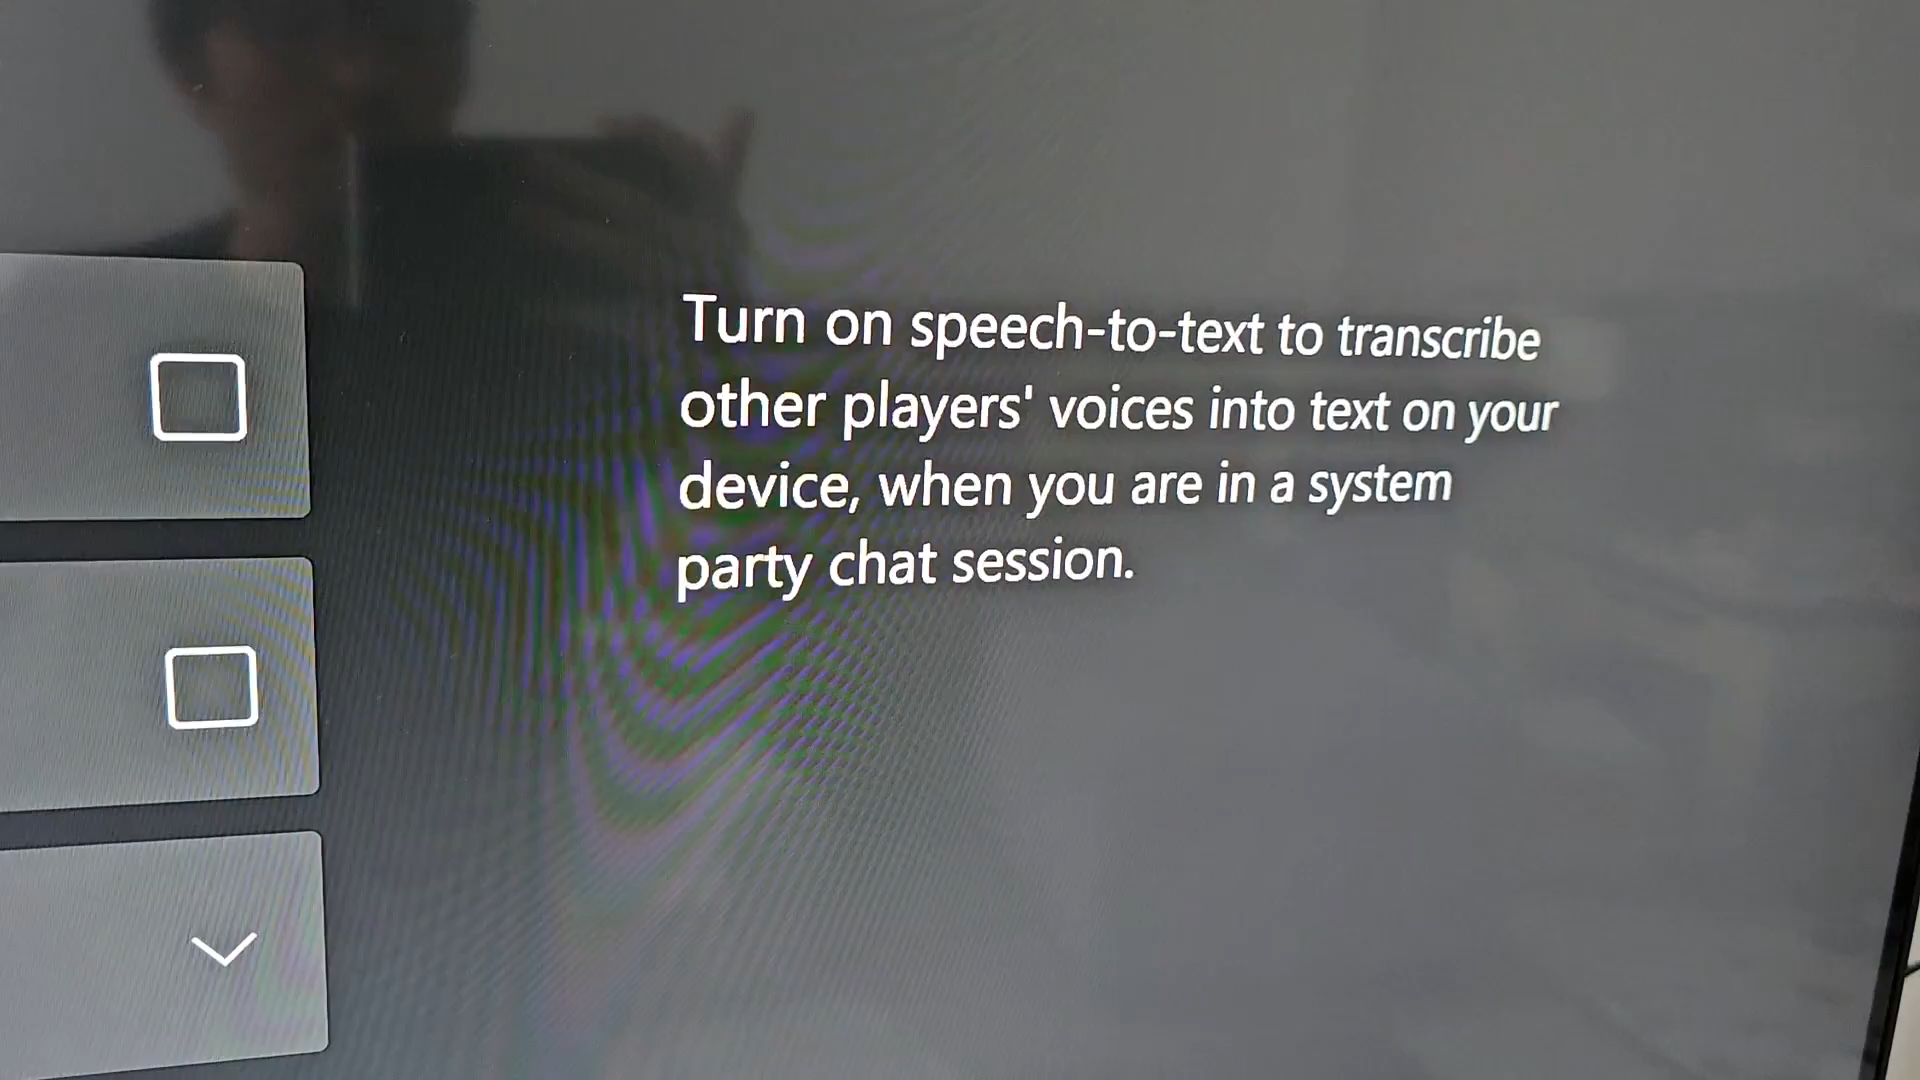 Turn on speech-to-text to transcribe
other players' voices into text on your
device, when you are in a system
party chat session.